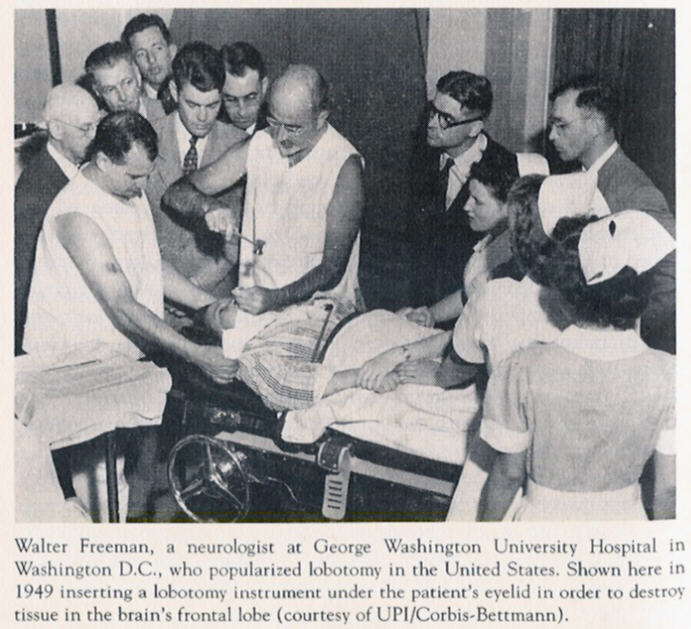 Walter Freeman, a neurologist at George Washington University Hospital in
Washington D.C., who popularized lobotomy in the United States. Shown here in
1949 inserting a lobotomy instrument under the patient's eyelid in order to destroy
tissue in the brain's frontal lobe (courtesy of UPI/Corbis-Bettmann).